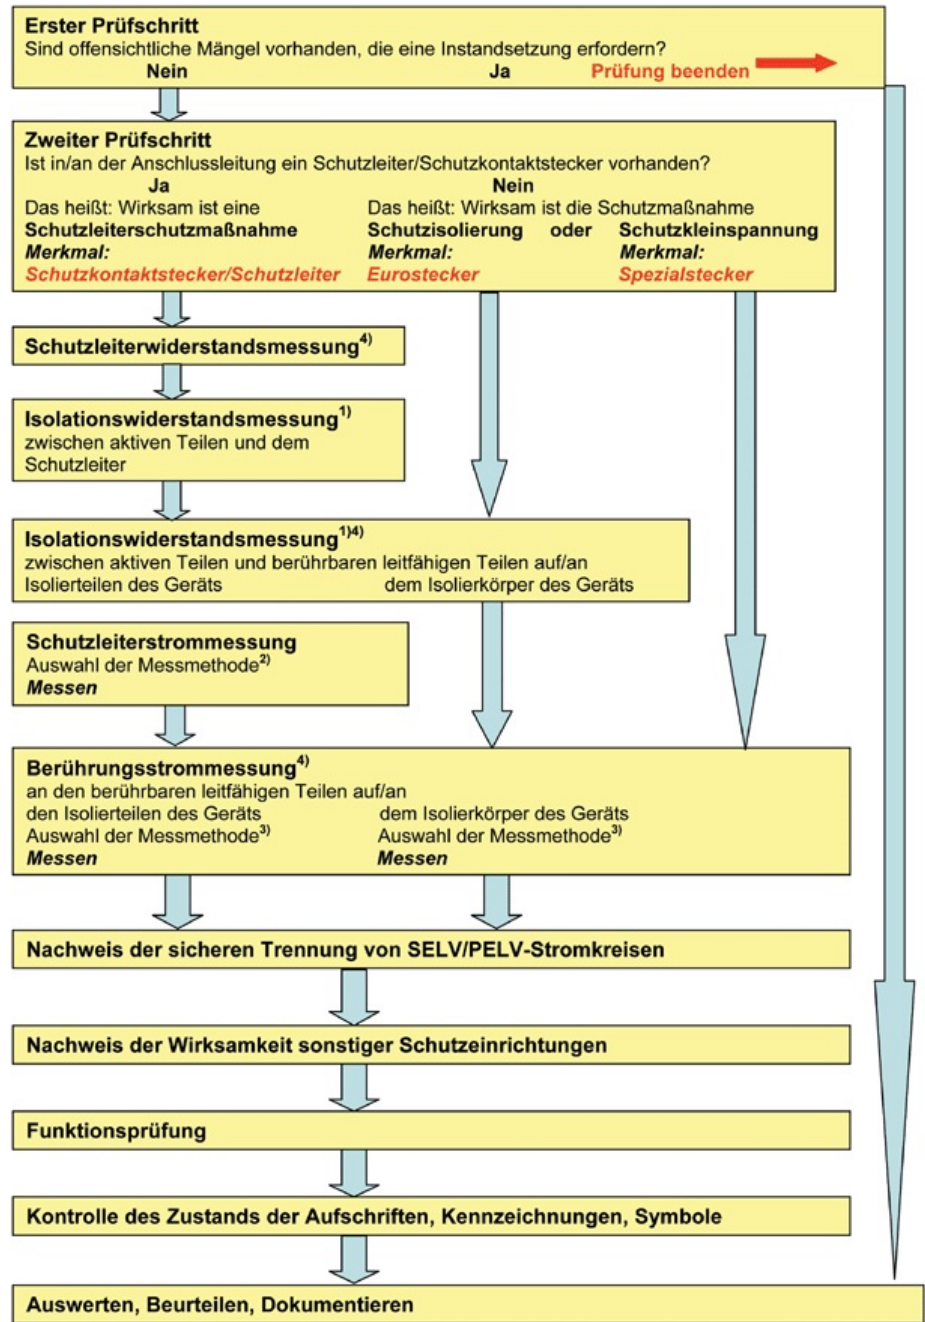 Erster Prüfschritt
Sind offensichtliche Mängel vorhanden, die eine Instandsetzung erfordern?
Nein Ja Prüfung beenden
Zweiter Prüfschritt
Ist in/an der Anschlussleitung ein Schutzleiter/Schutzkontaktstecker vorhanden?
Ja Nein
Das heißt: Wirksam ist eine Das heißt: Wirksam ist die Schutzmaßnahme
Schutzleiterschutzmaßnahme Schutzisolierung oder Schutzkleinspannung
Merkmal: Merkmal: Merkmal:
Schutzkontaktstecker/Schutzleiter Eurostecker Spezialstecker
Schutzleiterwiderstandsmessung4)
Isolationswiderstandsmessung1)
zwischen aktiven Teilen und dem
Schutzleiter
Isolationswiderstandsmessung1)4)
zwischen aktiven Teilen und berührbaren leitfähigen Teilen auf/an
Isolierteilen des Geräts dem Isolierkörper des Geräts
Schutzleiterstrommessung
Auswahl der Messmethode2)
Messen
Berührungsstrommessung4)
an den berührbaren leitfähigen Teilen auf/an
den Isolierteilen des Geräts dem Isolierkörper des Geräts
Auswahl der Messmethode3) Auswahl der Messmethode3)
Messen Messen
Nachweis der sicheren Trennung von SELV/PELV-Stromkreisen
Nachweis der Wirksamkeit sonstiger Schutzeinrichtungen
Funktionsprüfung
Kontrolle des Zustands der Aufschriften, Kennzeichnungen, Symbole
Auswerten, Beurteilen, Dokumentieren